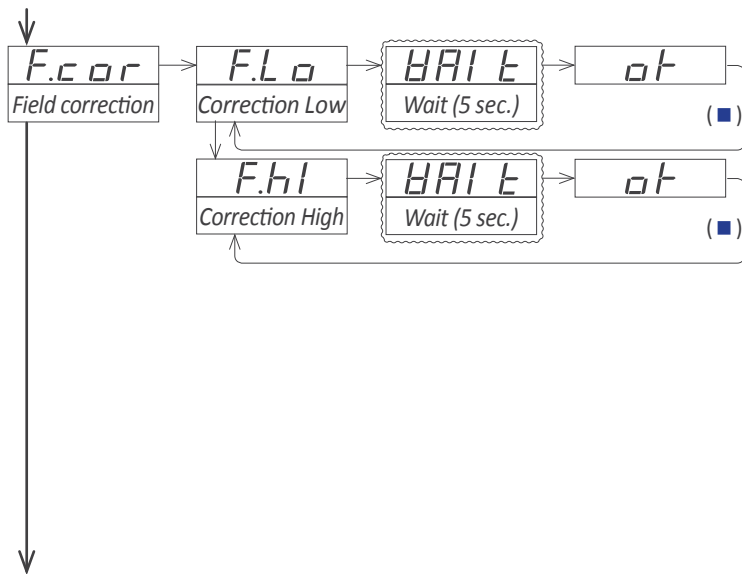 F.cor
Field correction
F.Lo
Correction Low
WAIt
Wait (5 sec.)
ok
(■)
F.hI
Correction High
WAIt
Wait (5 sec.)
ok
(■)